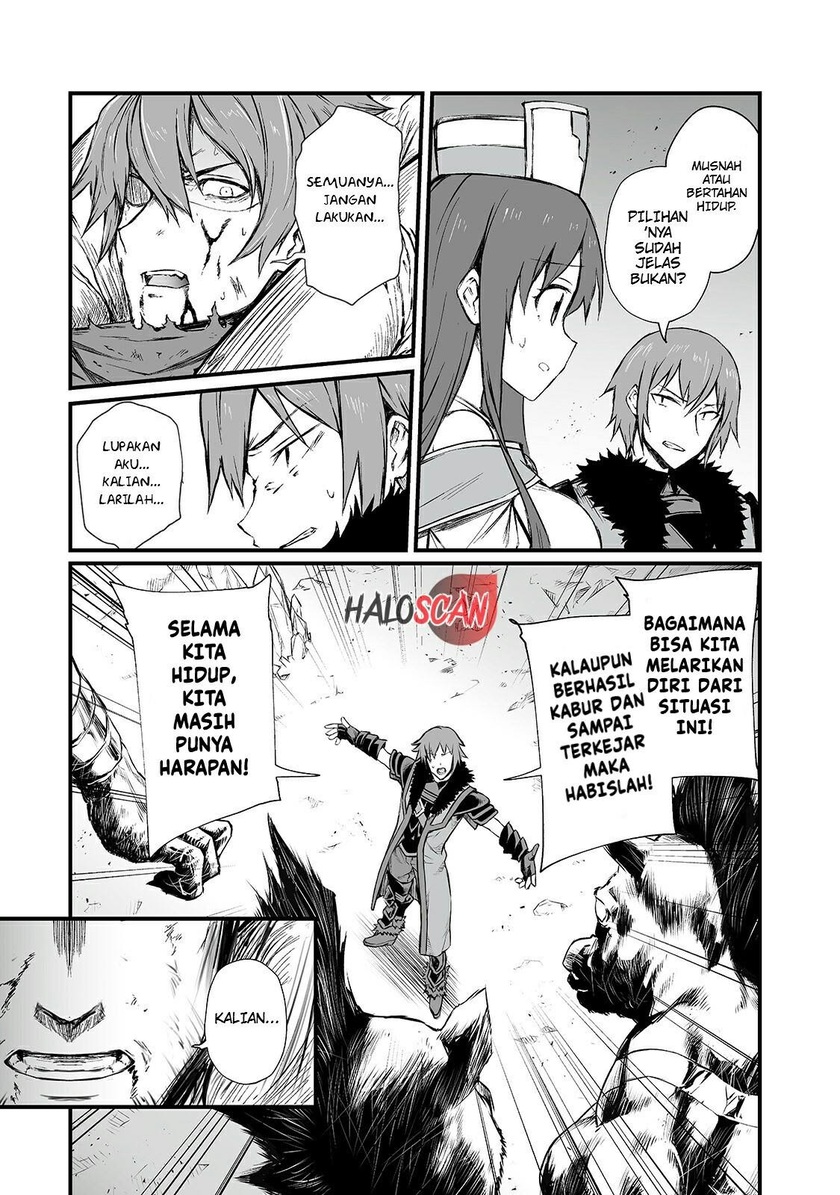 MUSNAH
ATAU
BERTAHAN
HIDUP.
PILIHAN
'NYA
SUDAH
JELAS
BUKAN?
SEMUANYA...
JANGAN
LAKUKAN...
LUPAKAN
AKU...
KALIAN...
LARILAH...
BAGAIMANA
BISA KITA
MELARIKAN
DIRI DARI
SITUASI
INI!
KALAUPUN
BERHASIL
KABUR DAN
SAMPAI
TERKEJAR
MAKA
HABISLAH!
HALOSCAN
SELAMA
KITA
HIDUP,
KITA
MASIH
PUNYA
HARAPAN!
KALIAN...